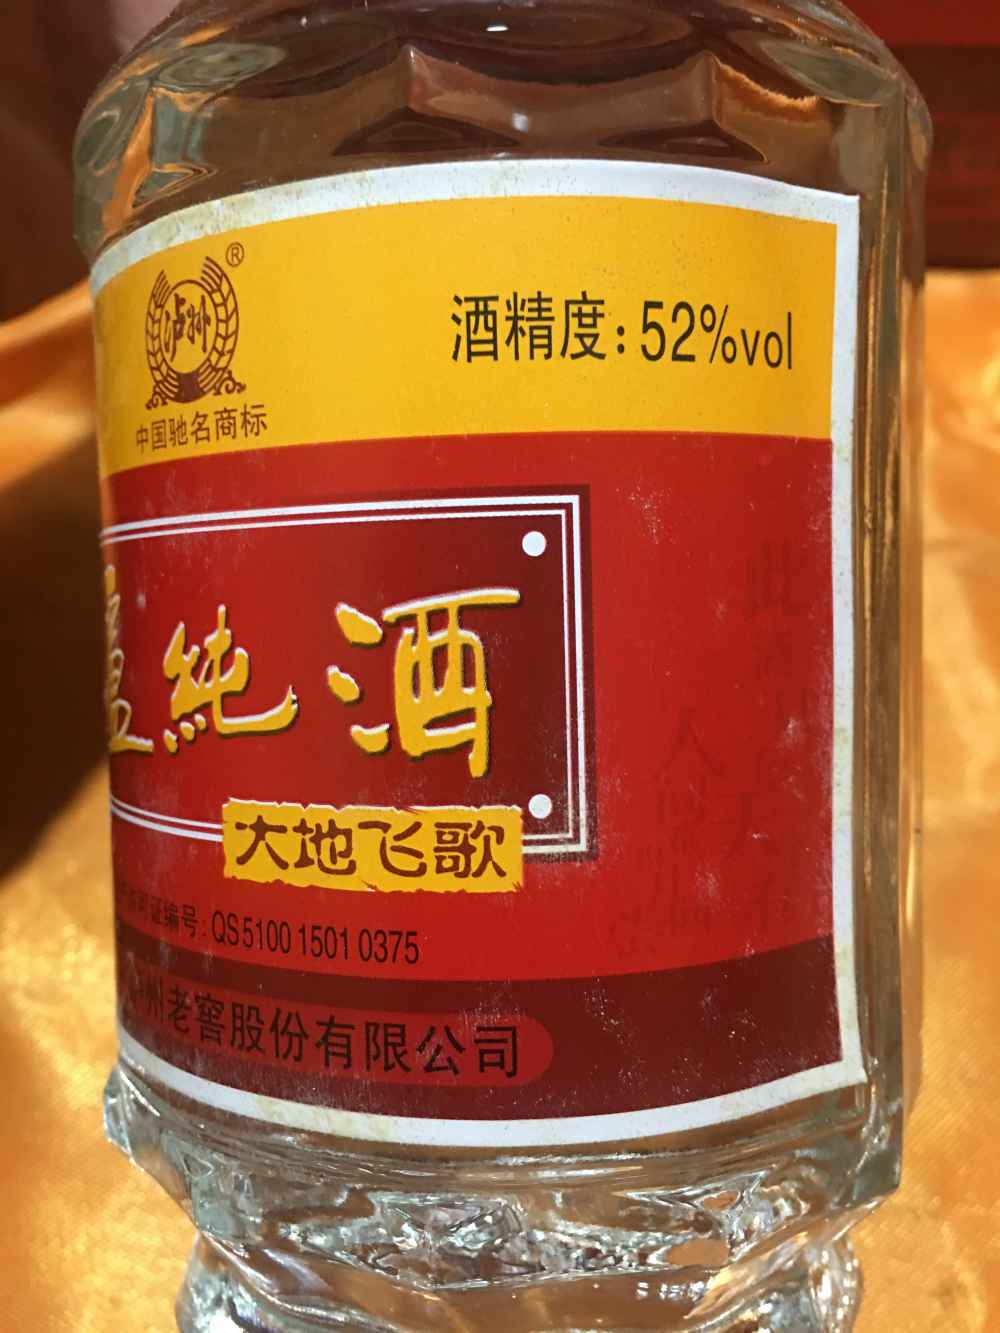 泸州®
酒精度：52%vol
中国驰名商标
純酒
大地飞歌
可证编号：QS5100 1501 0375
州老窖股份有限公司